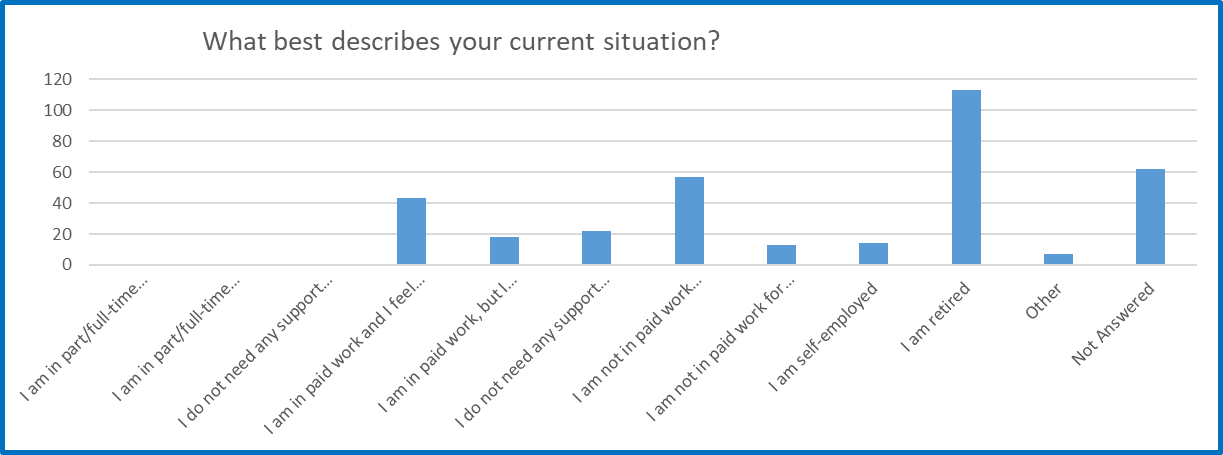 What best describes your current situation?
120
100
80
60
40
20
0
I am in part/full-time…
I am in part/full-time…
I do not need any support…
I am in paid work and I feel…
I am in paid work, but I…
I do not need any support…
I am not in paid work…
I am not in paid work for…
I am self-employed
I am retired
Other
Not Answered